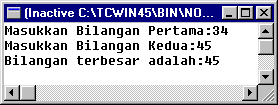 (Inactive C:\TCWIN45\BIN\NO...
Masukkan Bilangan Pertama:34
Masukkan Bilangan Kedua:45
Bilangan terbesar adalah:45